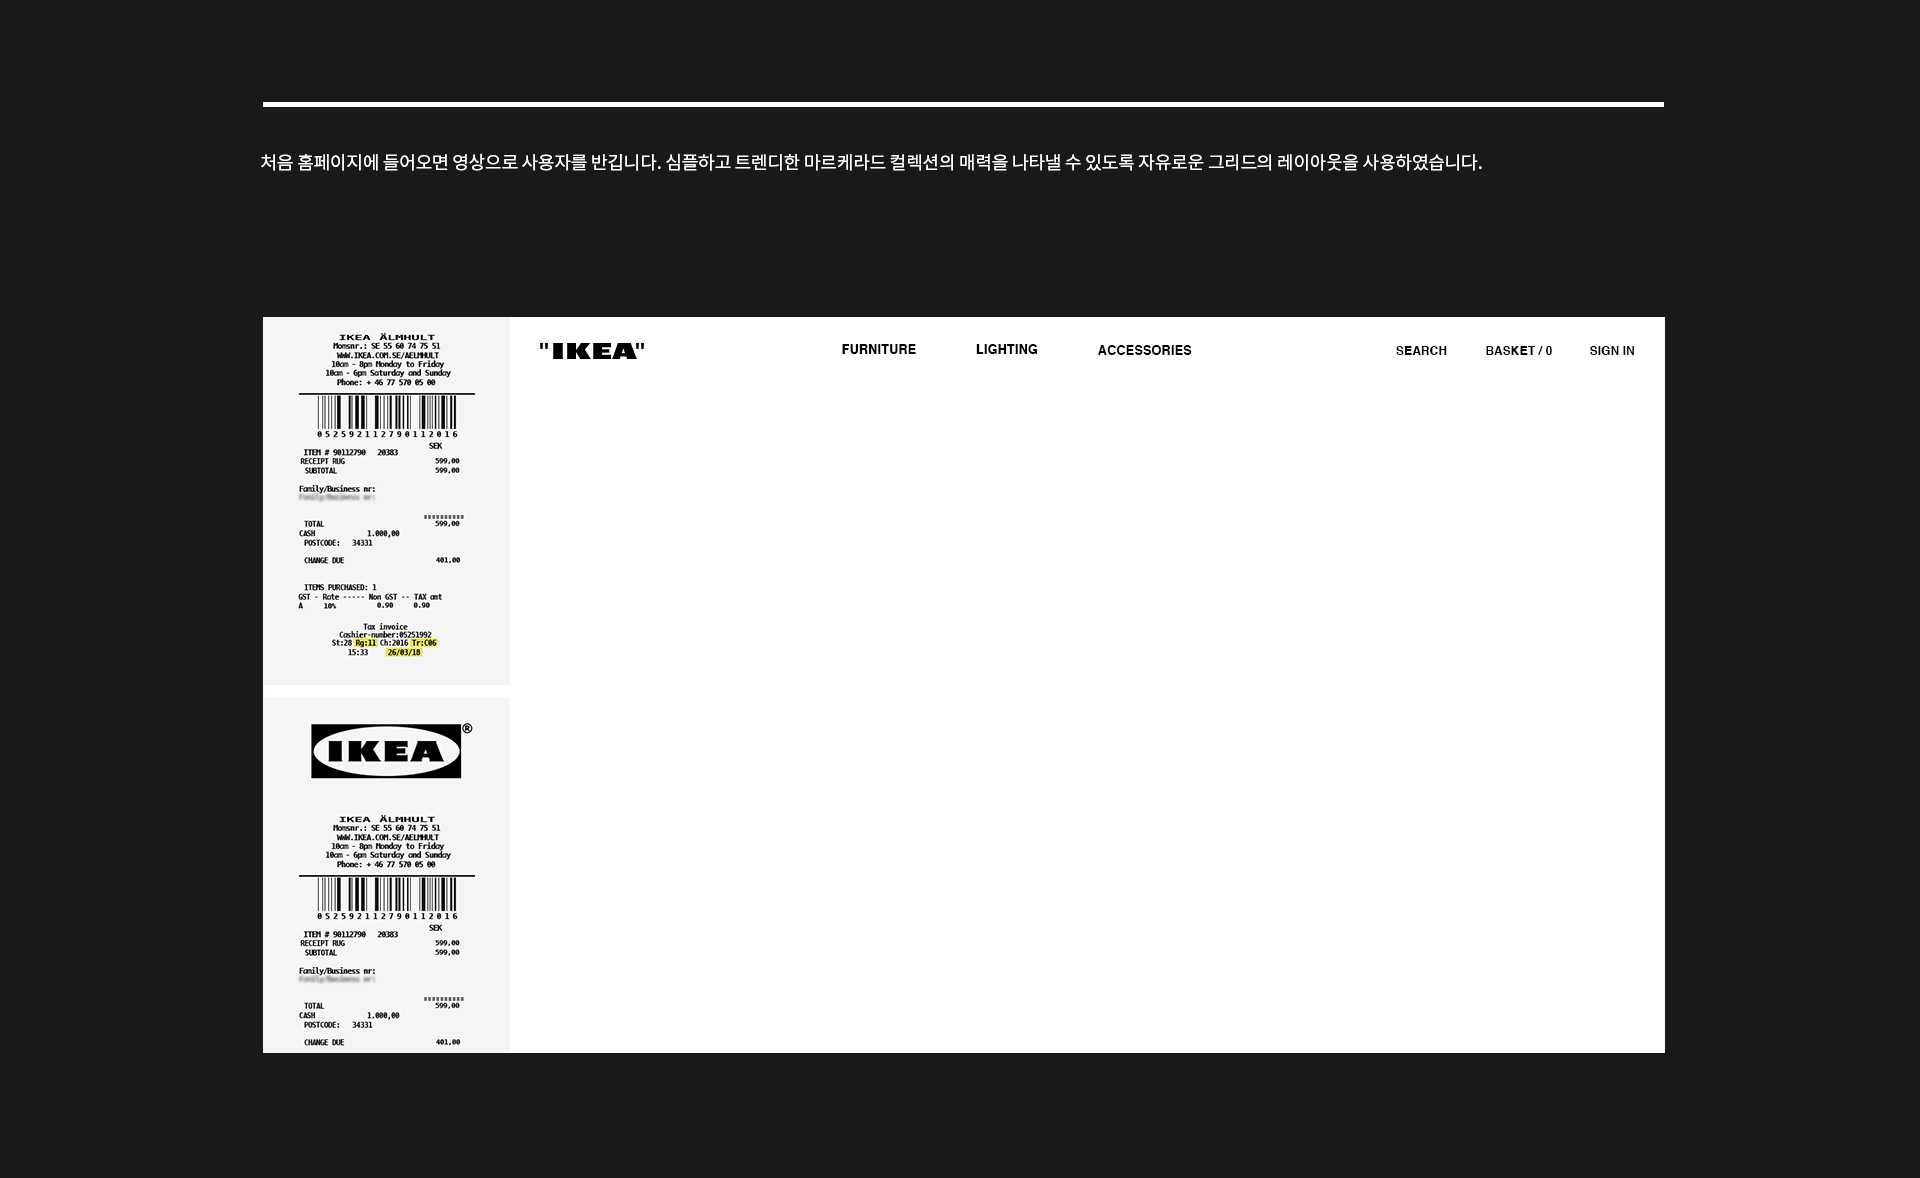 처음 홈페이지에 들어오면 영상으로 사용자를 반깁니다. 심플하고 트렌디한 마르케라드 컬렉션의 매력을 나타낼 수 있도록 자유로운 그리드의 레이아웃을 사용하였습니다.
"IKEA" FURNITURE LIGHTING ACCESSORIES SEARCH BASKET / 0 SIGN IN
IKEA ÄLMHULT
Momsnr.: SE 55 60 74 75 51
WWW.IKEA.COM.SE/AELMHULT
10am - 8pm Monday to Friday
10am - 6pm Saturday and Sunday
Phone: + 46 77 570 05 00
052592112790112016
SEK
ITEM # 90112790 20383
RECEIPT RUG 599,00
SUBTOTAL 599,00
Family/Business nr:
Family/Business nr:
==========
TOTAL 599,00
CASH 1.000,00
POSTCODE: 34331
CHANGE DUE 401,00
ITEMS PURCHASED: 1
GST - Rate ----- Non GST -- TAX amt
A 10% 0.90 0.90
Tax invoice
Cashier-number:05251992
St:28 Rg:11 Ch:2016 Tr:C06
15:33 26/03/18
IKEA®
IKEA ÄLMHULT
Momsnr.: SE 55 60 74 75 51
WWW.IKEA.COM.SE/AELMHULT
10am - 8pm Monday to Friday
10am - 6pm Saturday and Sunday
Phone: + 46 77 570 05 00
052592112790112016
SEK
ITEM # 90112790 20383
RECEIPT RUG 599,00
SUBTOTAL 599,00
Family/Business nr:
Family/Business nr:
==========
TOTAL 599,00
CASH 1.000,00
POSTCODE: 34331
CHANGE DUE 401,00